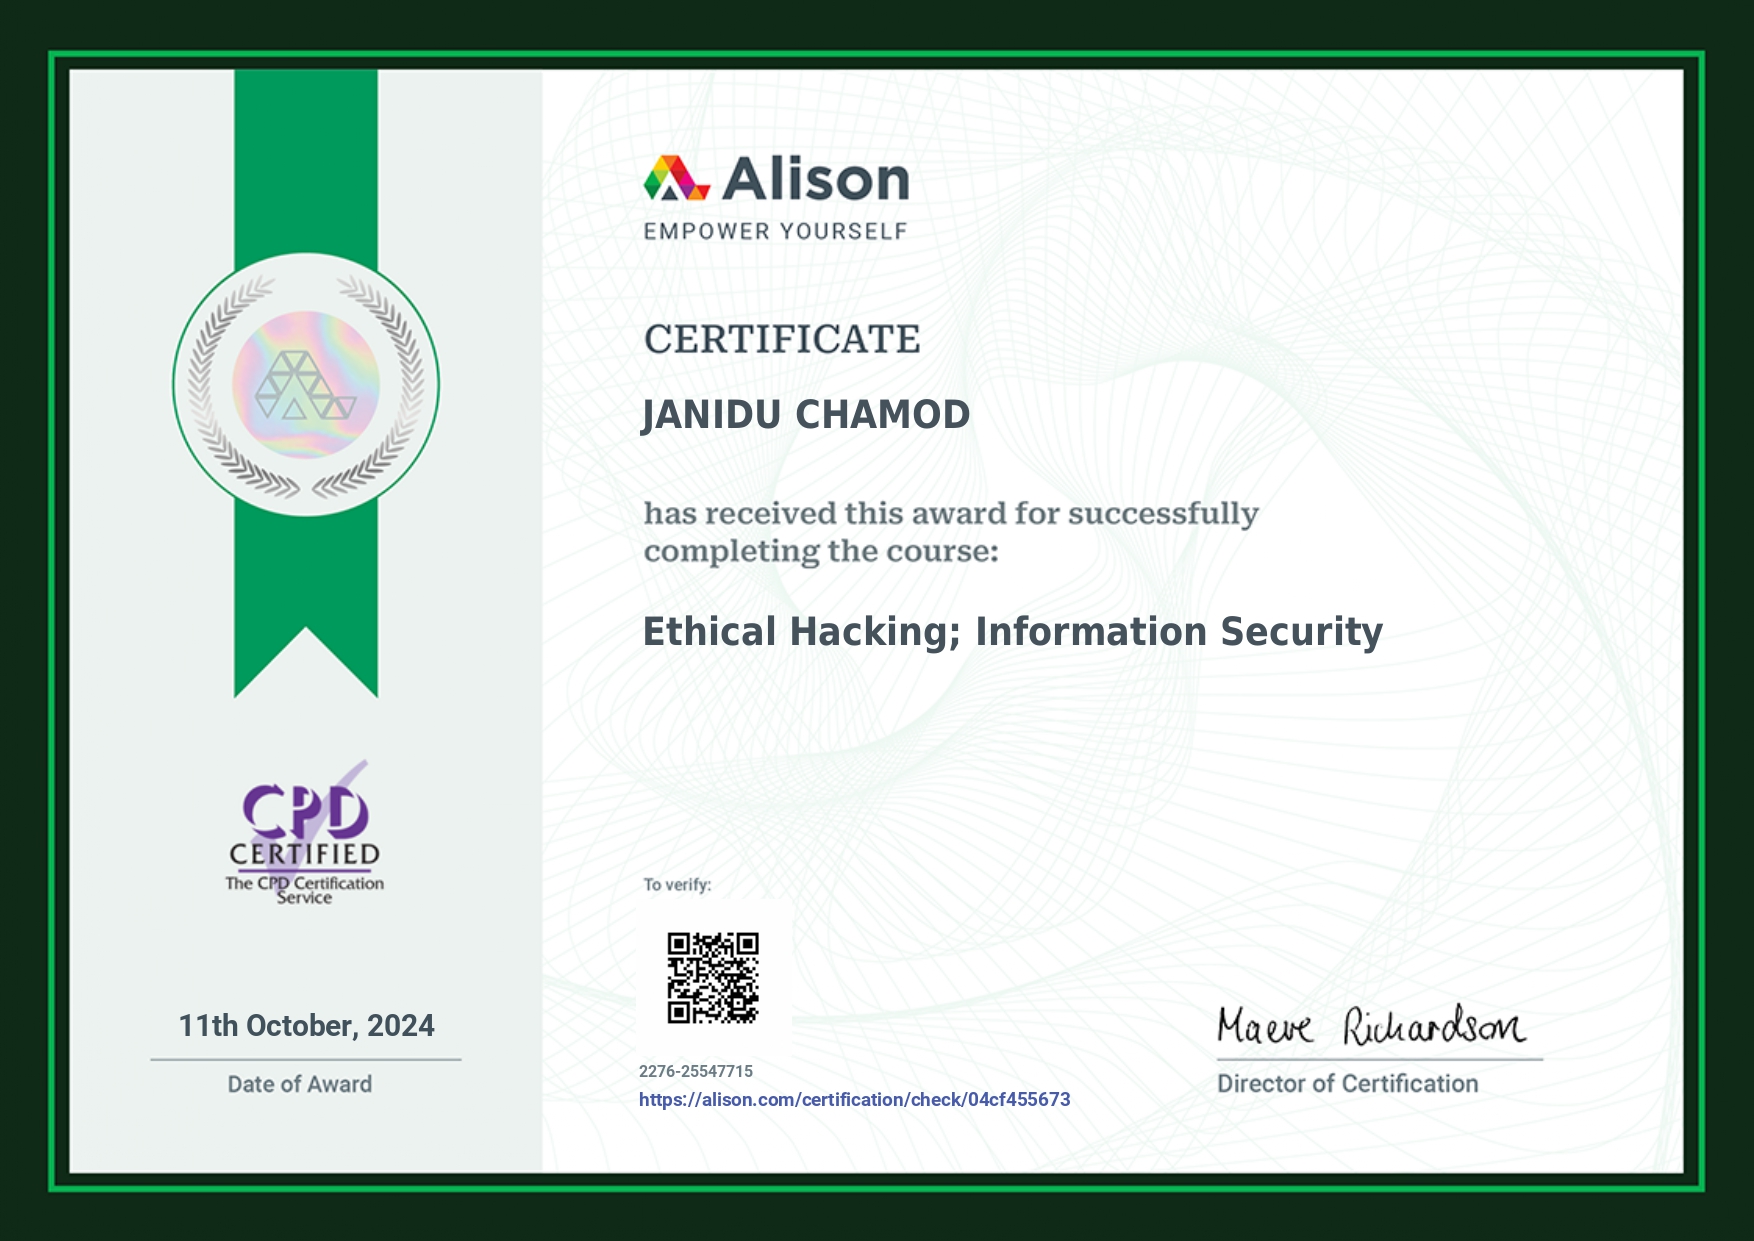 Alison
EMPOWER YOURSELF
CERTIFICATE
JANIDU CHAMOD
has received this award for successfully
completing the course:
Ethical Hacking; Information Security
CPD
CERTIFIED
The CPD Certification
Service
11th October, 2024
Date of Award
To verify:
2276-25547715
https://alison.com/certification/check/04cf455673
Maeve Richardson
Director of Certification